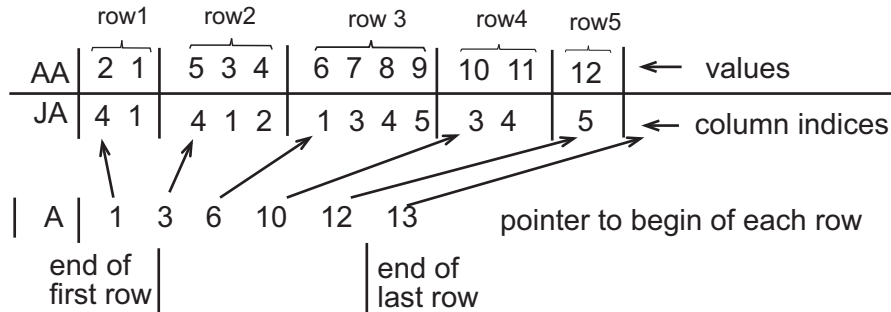 row1 row2 row 3 row4 row5
AA 2 1 5 3 4 6 7 8 9 10 11 12 values
JA 4 1 4 1 2 1 3 4 5 3 4 5 column indices
| A 1 3 6 10 12 13 pointer to begin of each row
end of first row
end of last row